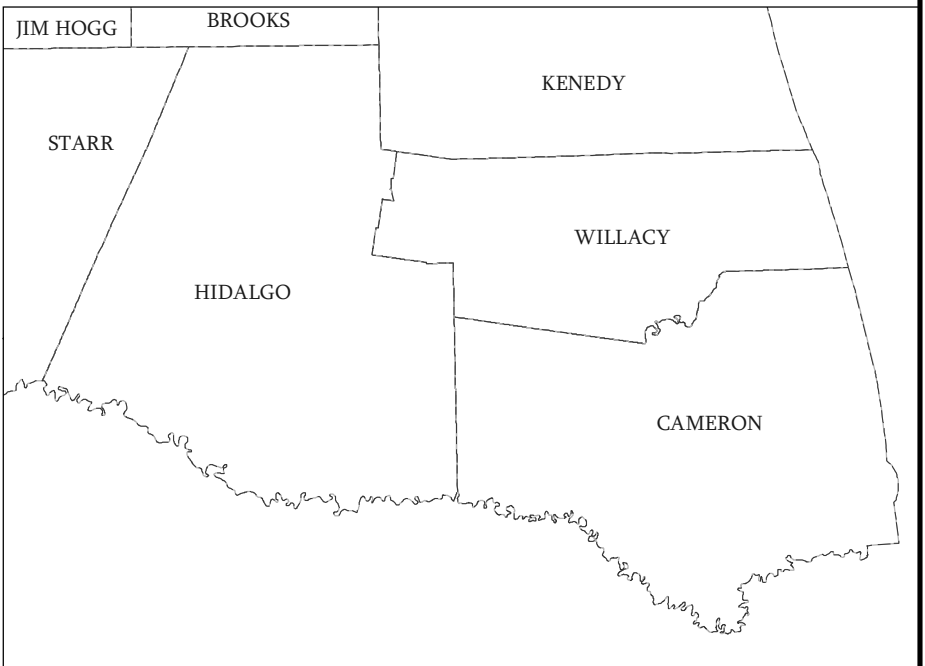 JIM HOGG
BROOKS
KENEDY
STARR
WILLACY
HIDALGO
CAMERON